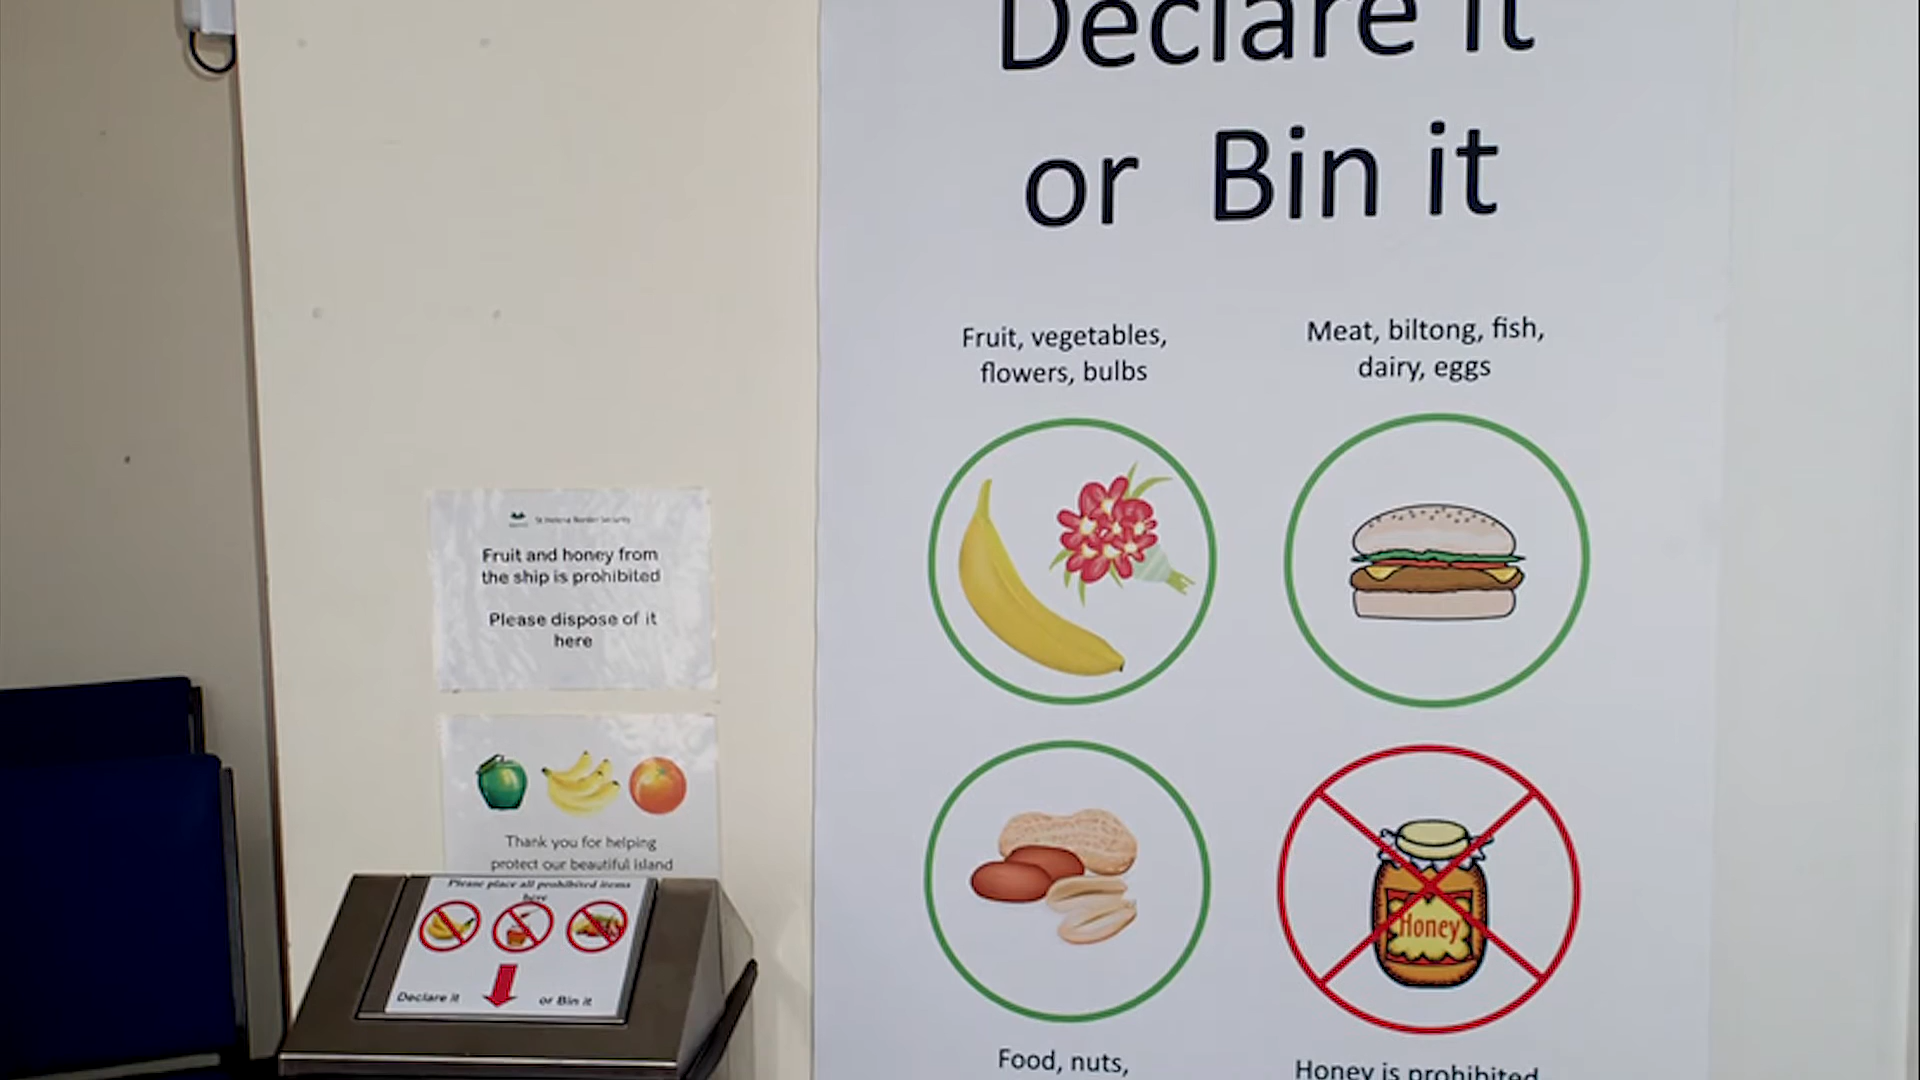 Declare it
or Bin it
Fruit, vegetables,
flowers, bulbs
Meat, biltong, fish,
dairy, eggs
Honey
Food, nuts,
Honey is prohibited
St Helena Border Security
Fruit and honey from
the ship is prohibited
Please dispose of it
here
Thank you for helping
protect our beautiful island
Please place all prohibited items
here
Declare it or Bin it